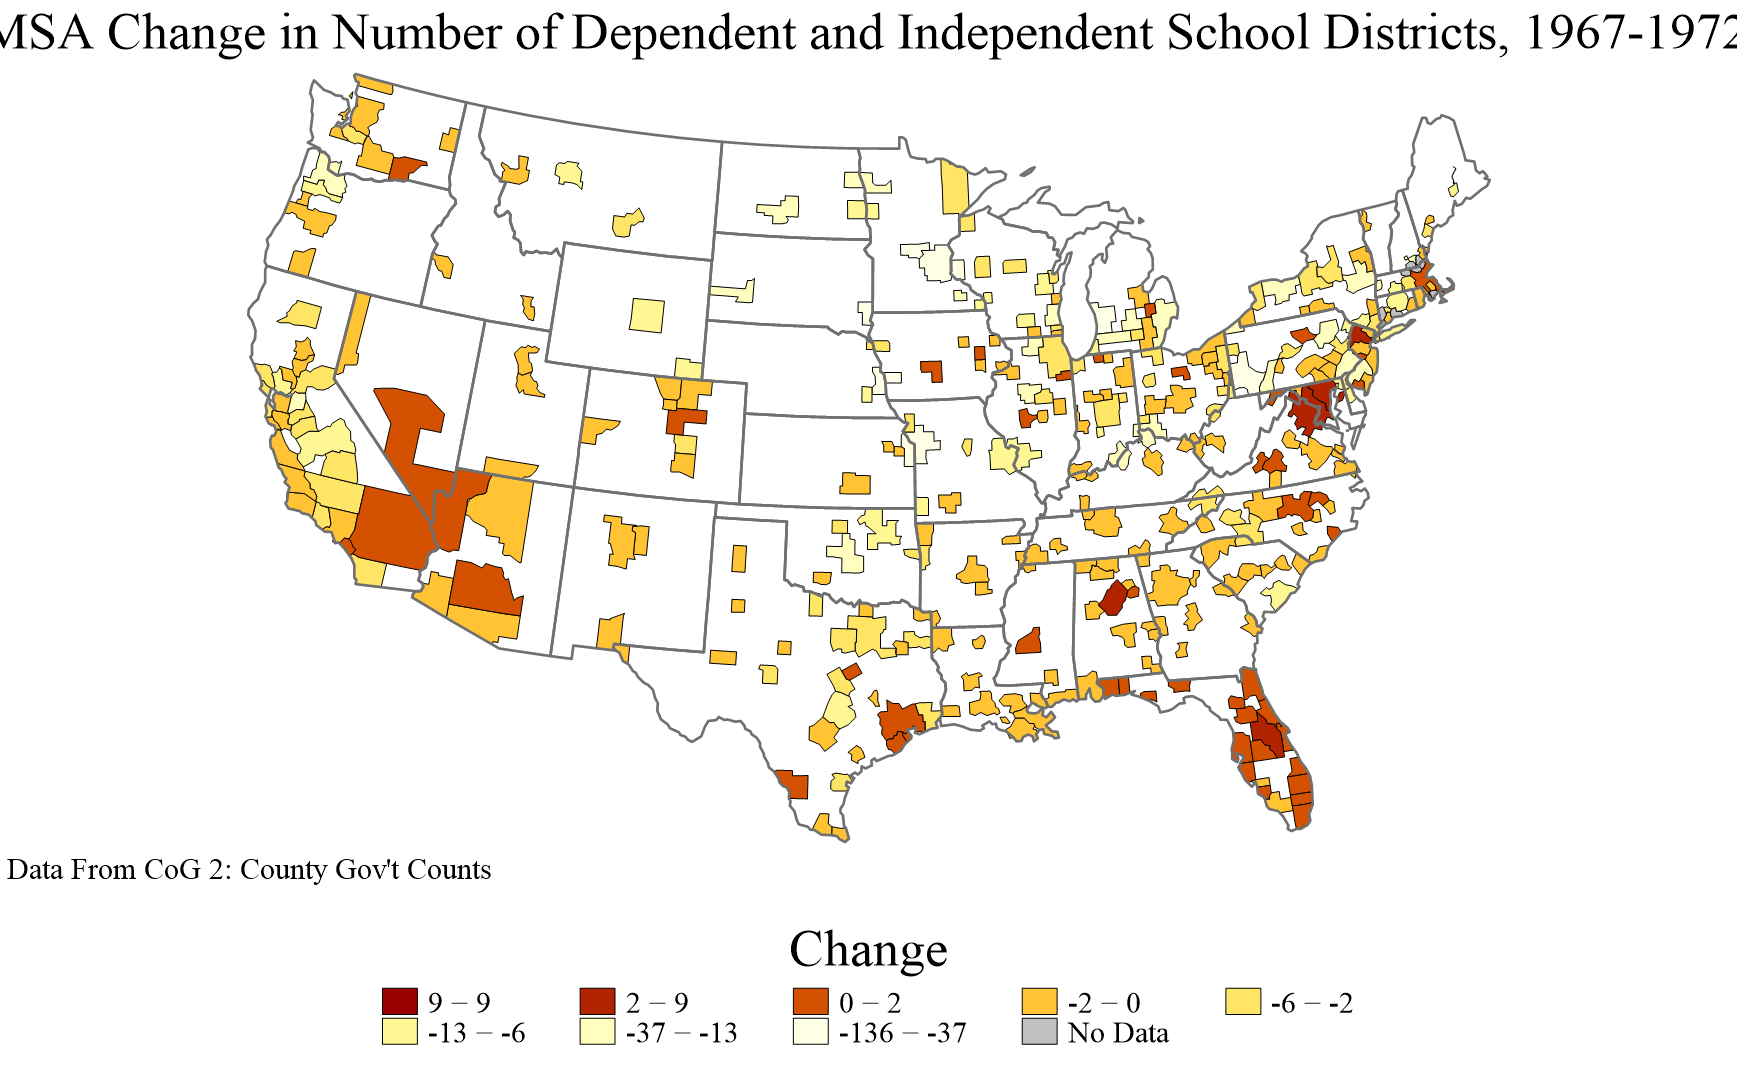 MSA Change in Number of Dependent and Independent School Districts, 1967-1972
Data From CoG 2: County Gov't Counts
Change
9 − 9
2 − 9
0 − 2
-2 − 0
-6 − -2
-13 − -6
-37 − -13
-136 − -37
No Data